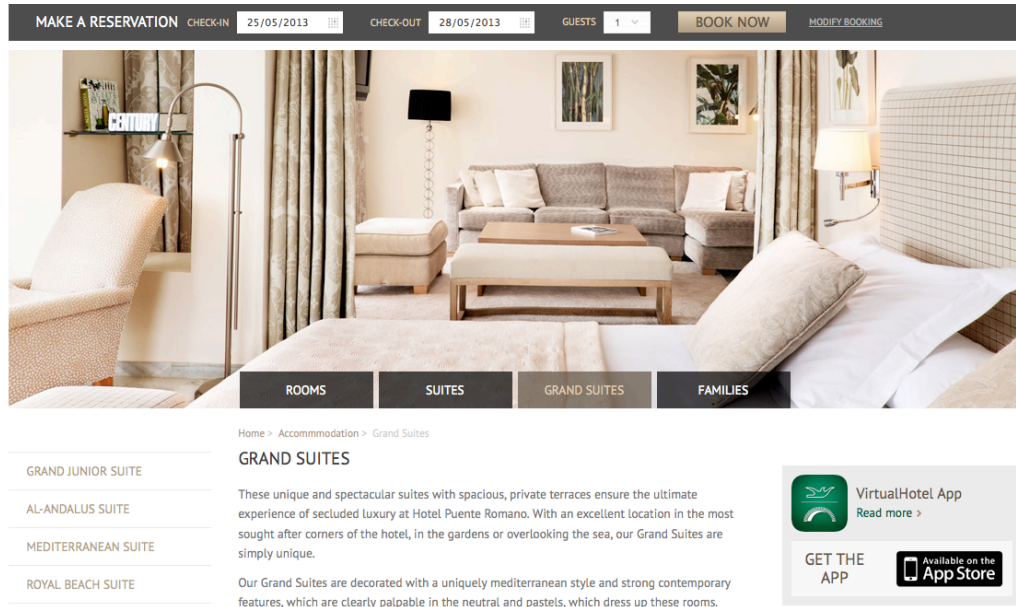 MAKE A RESERVATION CHECK-IN 25/05/2013 CHECK-OUT 28/05/2013 GUESTS 1 BOOK NOW MODIFY BOOKING
CENTURY
ROOMS SUITES GRAND SUITES FAMILIES
Home > Accommmodation > Grand Suites
GRAND SUITES
GRAND JUNIOR SUITE
AL-ANDALUS SUITE
MEDITERRANEAN SUITE
ROYAL BEACH SUITE
These unique and spectacular suites with spacious, private terraces ensure the ultimate
experience of secluded luxury at Hotel Puente Romano. With an excellent location in the most
sought after corners of the hotel, in the gardens or overlooking the sea, our Grand Suites are
simply unique.
Our Grand Suites are decorated with a uniquely mediterranean style and strong contemporary
features, which are clearly palpable in the neutral and pastels, which dress up these rooms.
VirtualHotel App
Read more >
GET THE
APP
Available on the
App Store